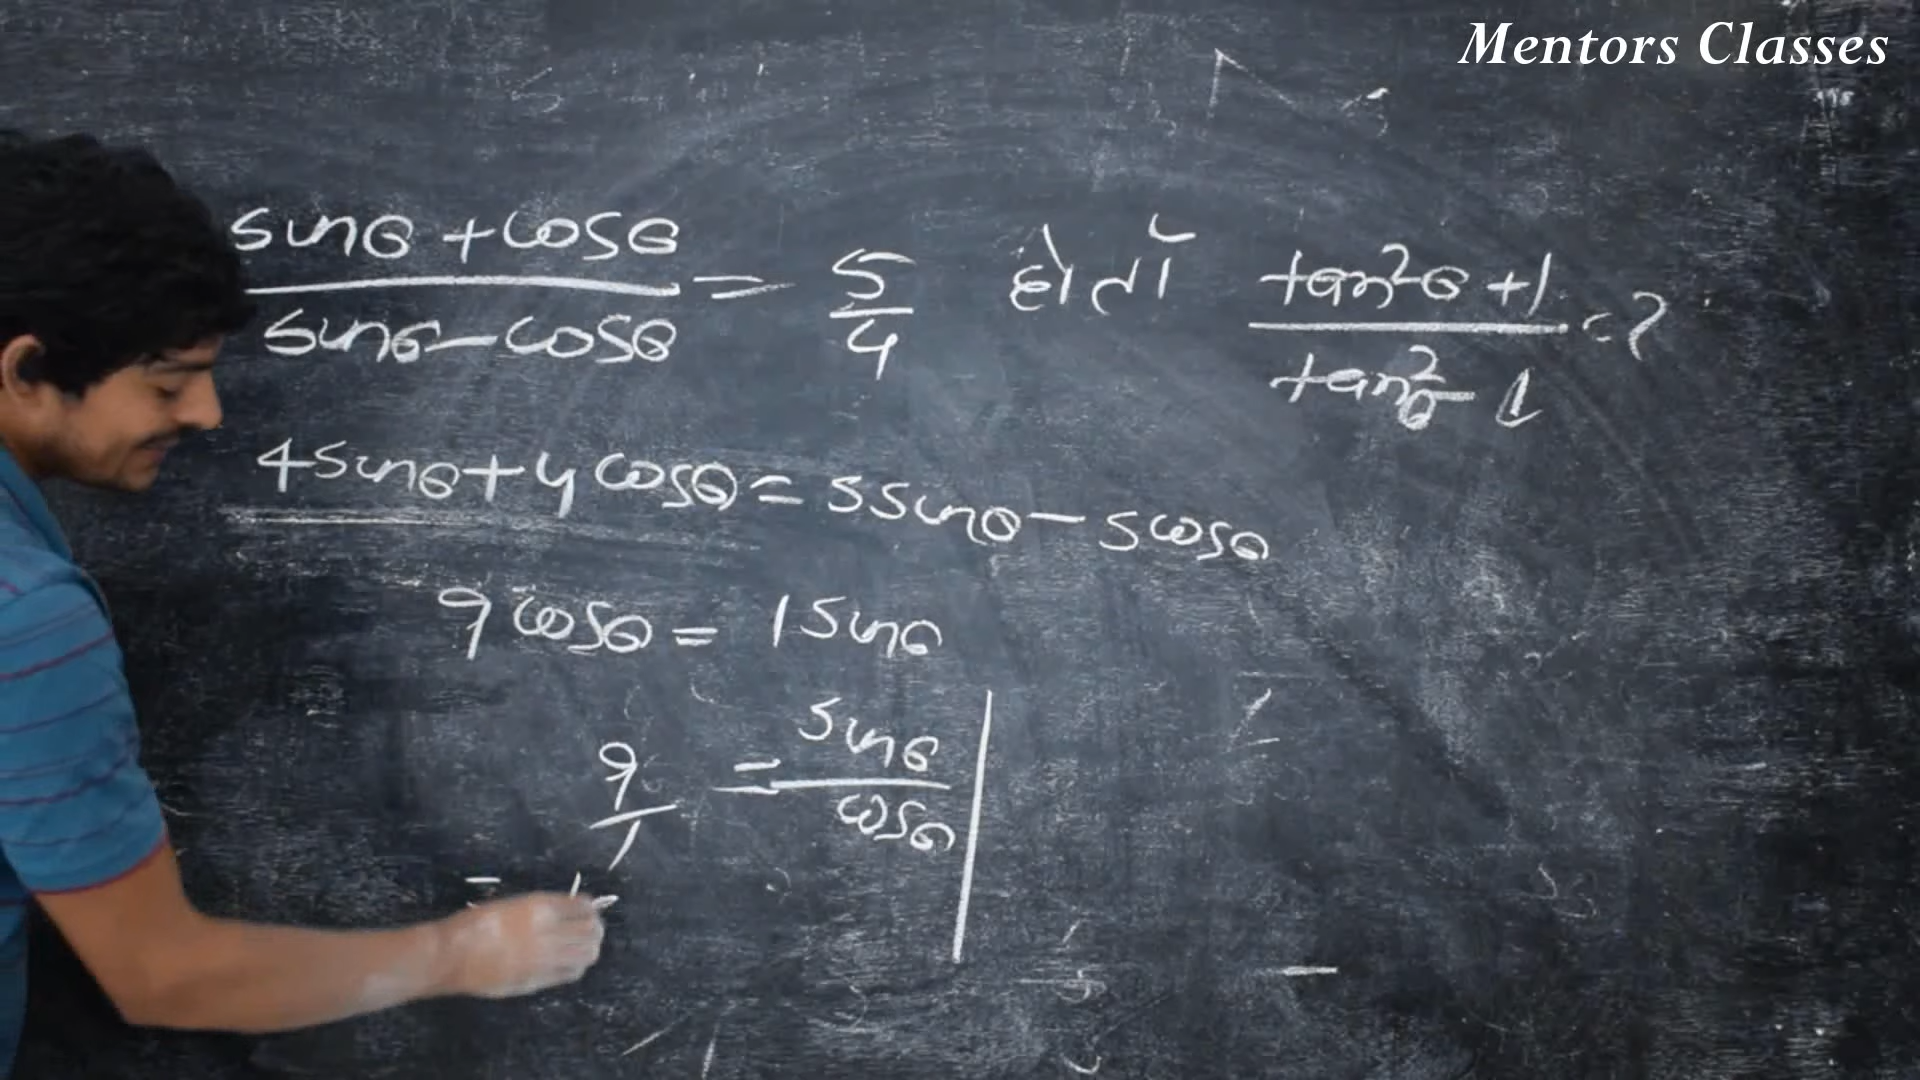 Mentors Classes
sinθ + cosθ / sinθ - cosθ = 5/4 हो तो tan²θ + 1 / tan²θ - 1 = ?
4sinθ + 4cosθ = 5sinθ - 5cosθ
9cosθ = 1sinθ
9/1 = sinθ/cosθ